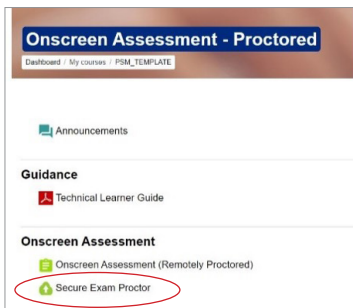 Onscreen Assessment - Proctored
Dashboard / My courses / PSM_TEMPLATE
Announcements
Guidance
Technical Learner Guide
Onscreen Assessment
Onscreen Assessment (Remotely Proctored)
Secure Exam Proctor